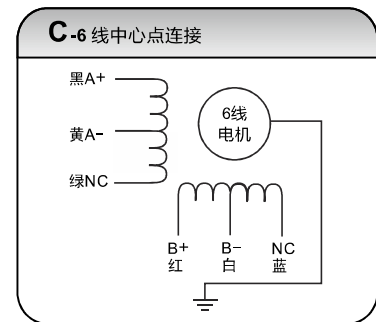 C-6 线中心点连接
黑A+
6线
电机
黄A-
绿NC
B+ B- NC
红 白 蓝